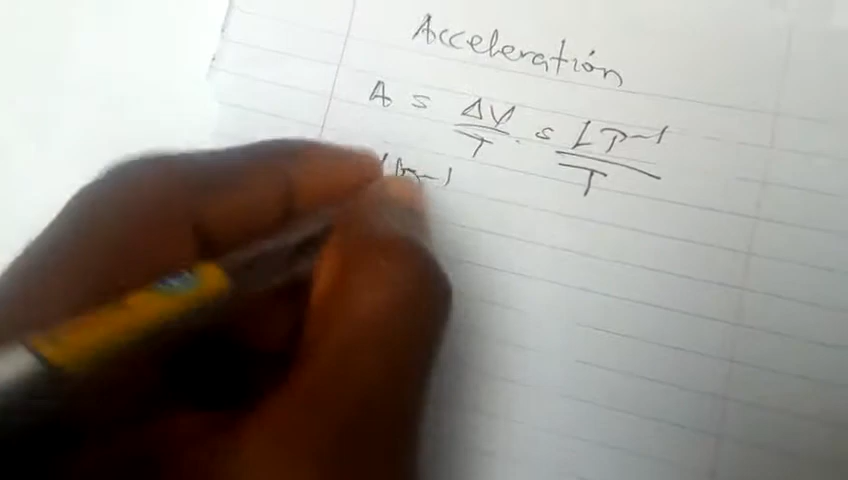 Acceleration
A = ΔV/T = LT-1/T